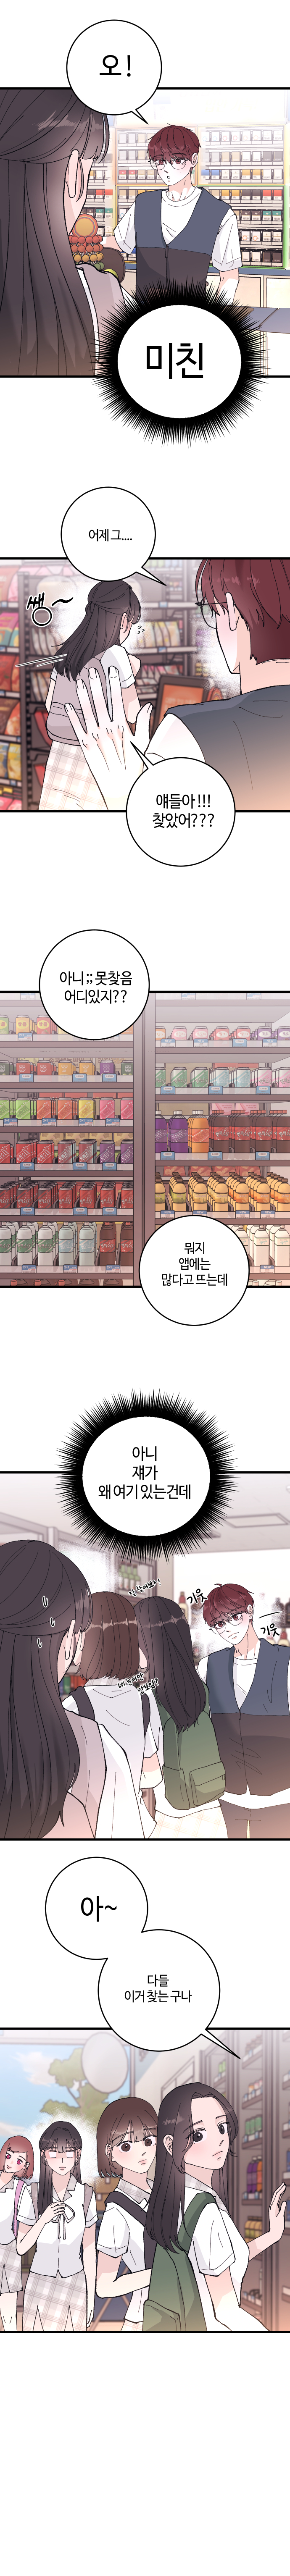 오!
미친
어제 그....
쌩~
얘들아!!!
찾았어???
아니;; 못찾음
어디있지??
뭐지
앱에는
많다고 뜨는데
아니
쟤가
왜 여기 있는건데
기웃
기웃
아~
다들
이거 찾는 구나